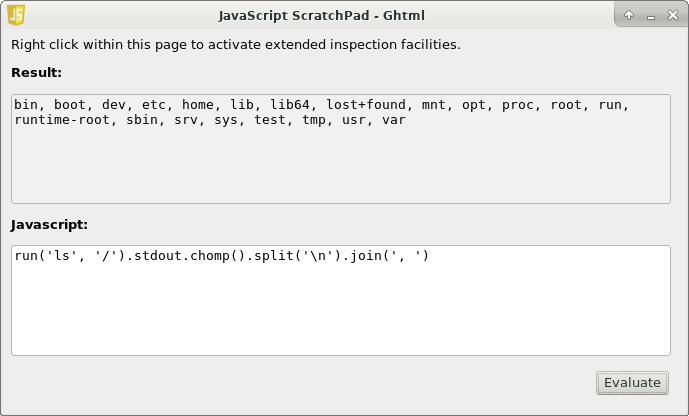 JS
JavaScript ScratchPad - Ghtml
Right click within this page to activate extended inspection facilities.
Result:
bin, boot, dev, etc, home, lib, lib64, lost+found, mnt, opt, proc, root, run,
runtime-root, sbin, srv, sys, test, tmp, usr, var
Javascript:
run('ls', '/').stdout.chomp().split('\n').join(', ')
Evaluate